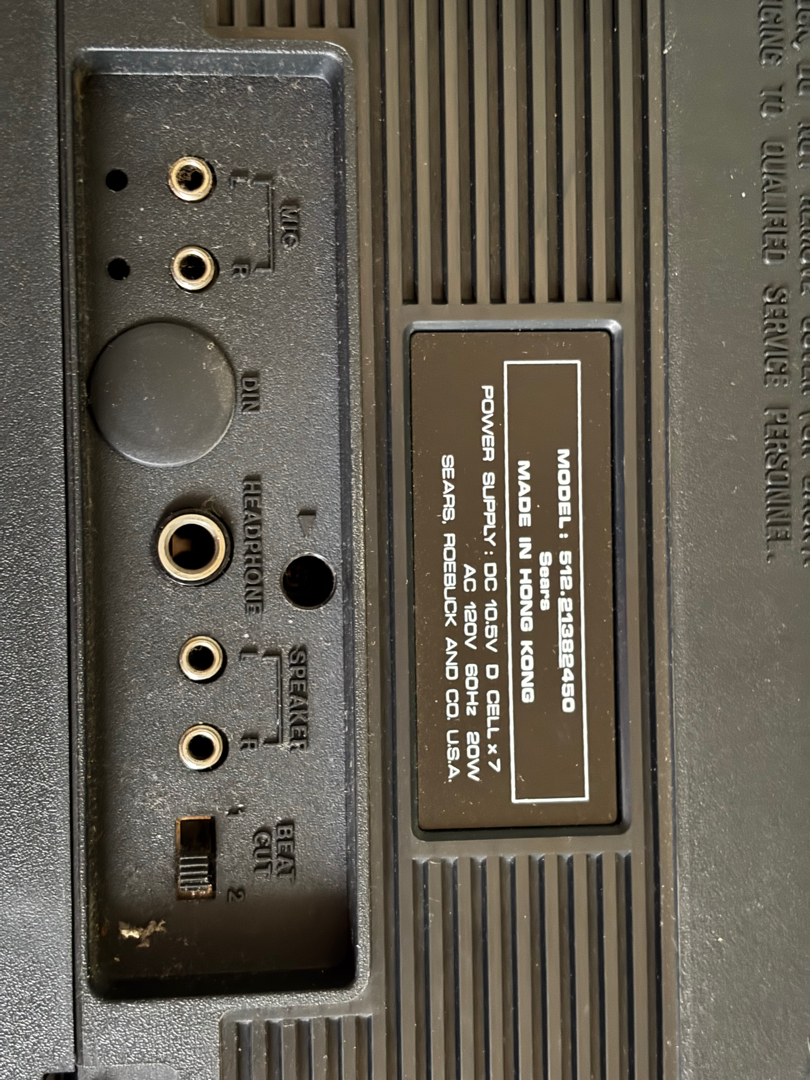 TO QUALIFIED SERVICE PERSONNEL.
MODEL : 512.21382450
Sears
MADE IN HONG KONG
POWER SUPPLY : DC 10.5V D CELL x 7
AC 120V 60Hz 20W
SEARS, ROEBUCK AND CO. U.S.A.
MIC
L R
DIN
HEADPHONE
SPEAKER
L R
BEAT
CUT
1 2